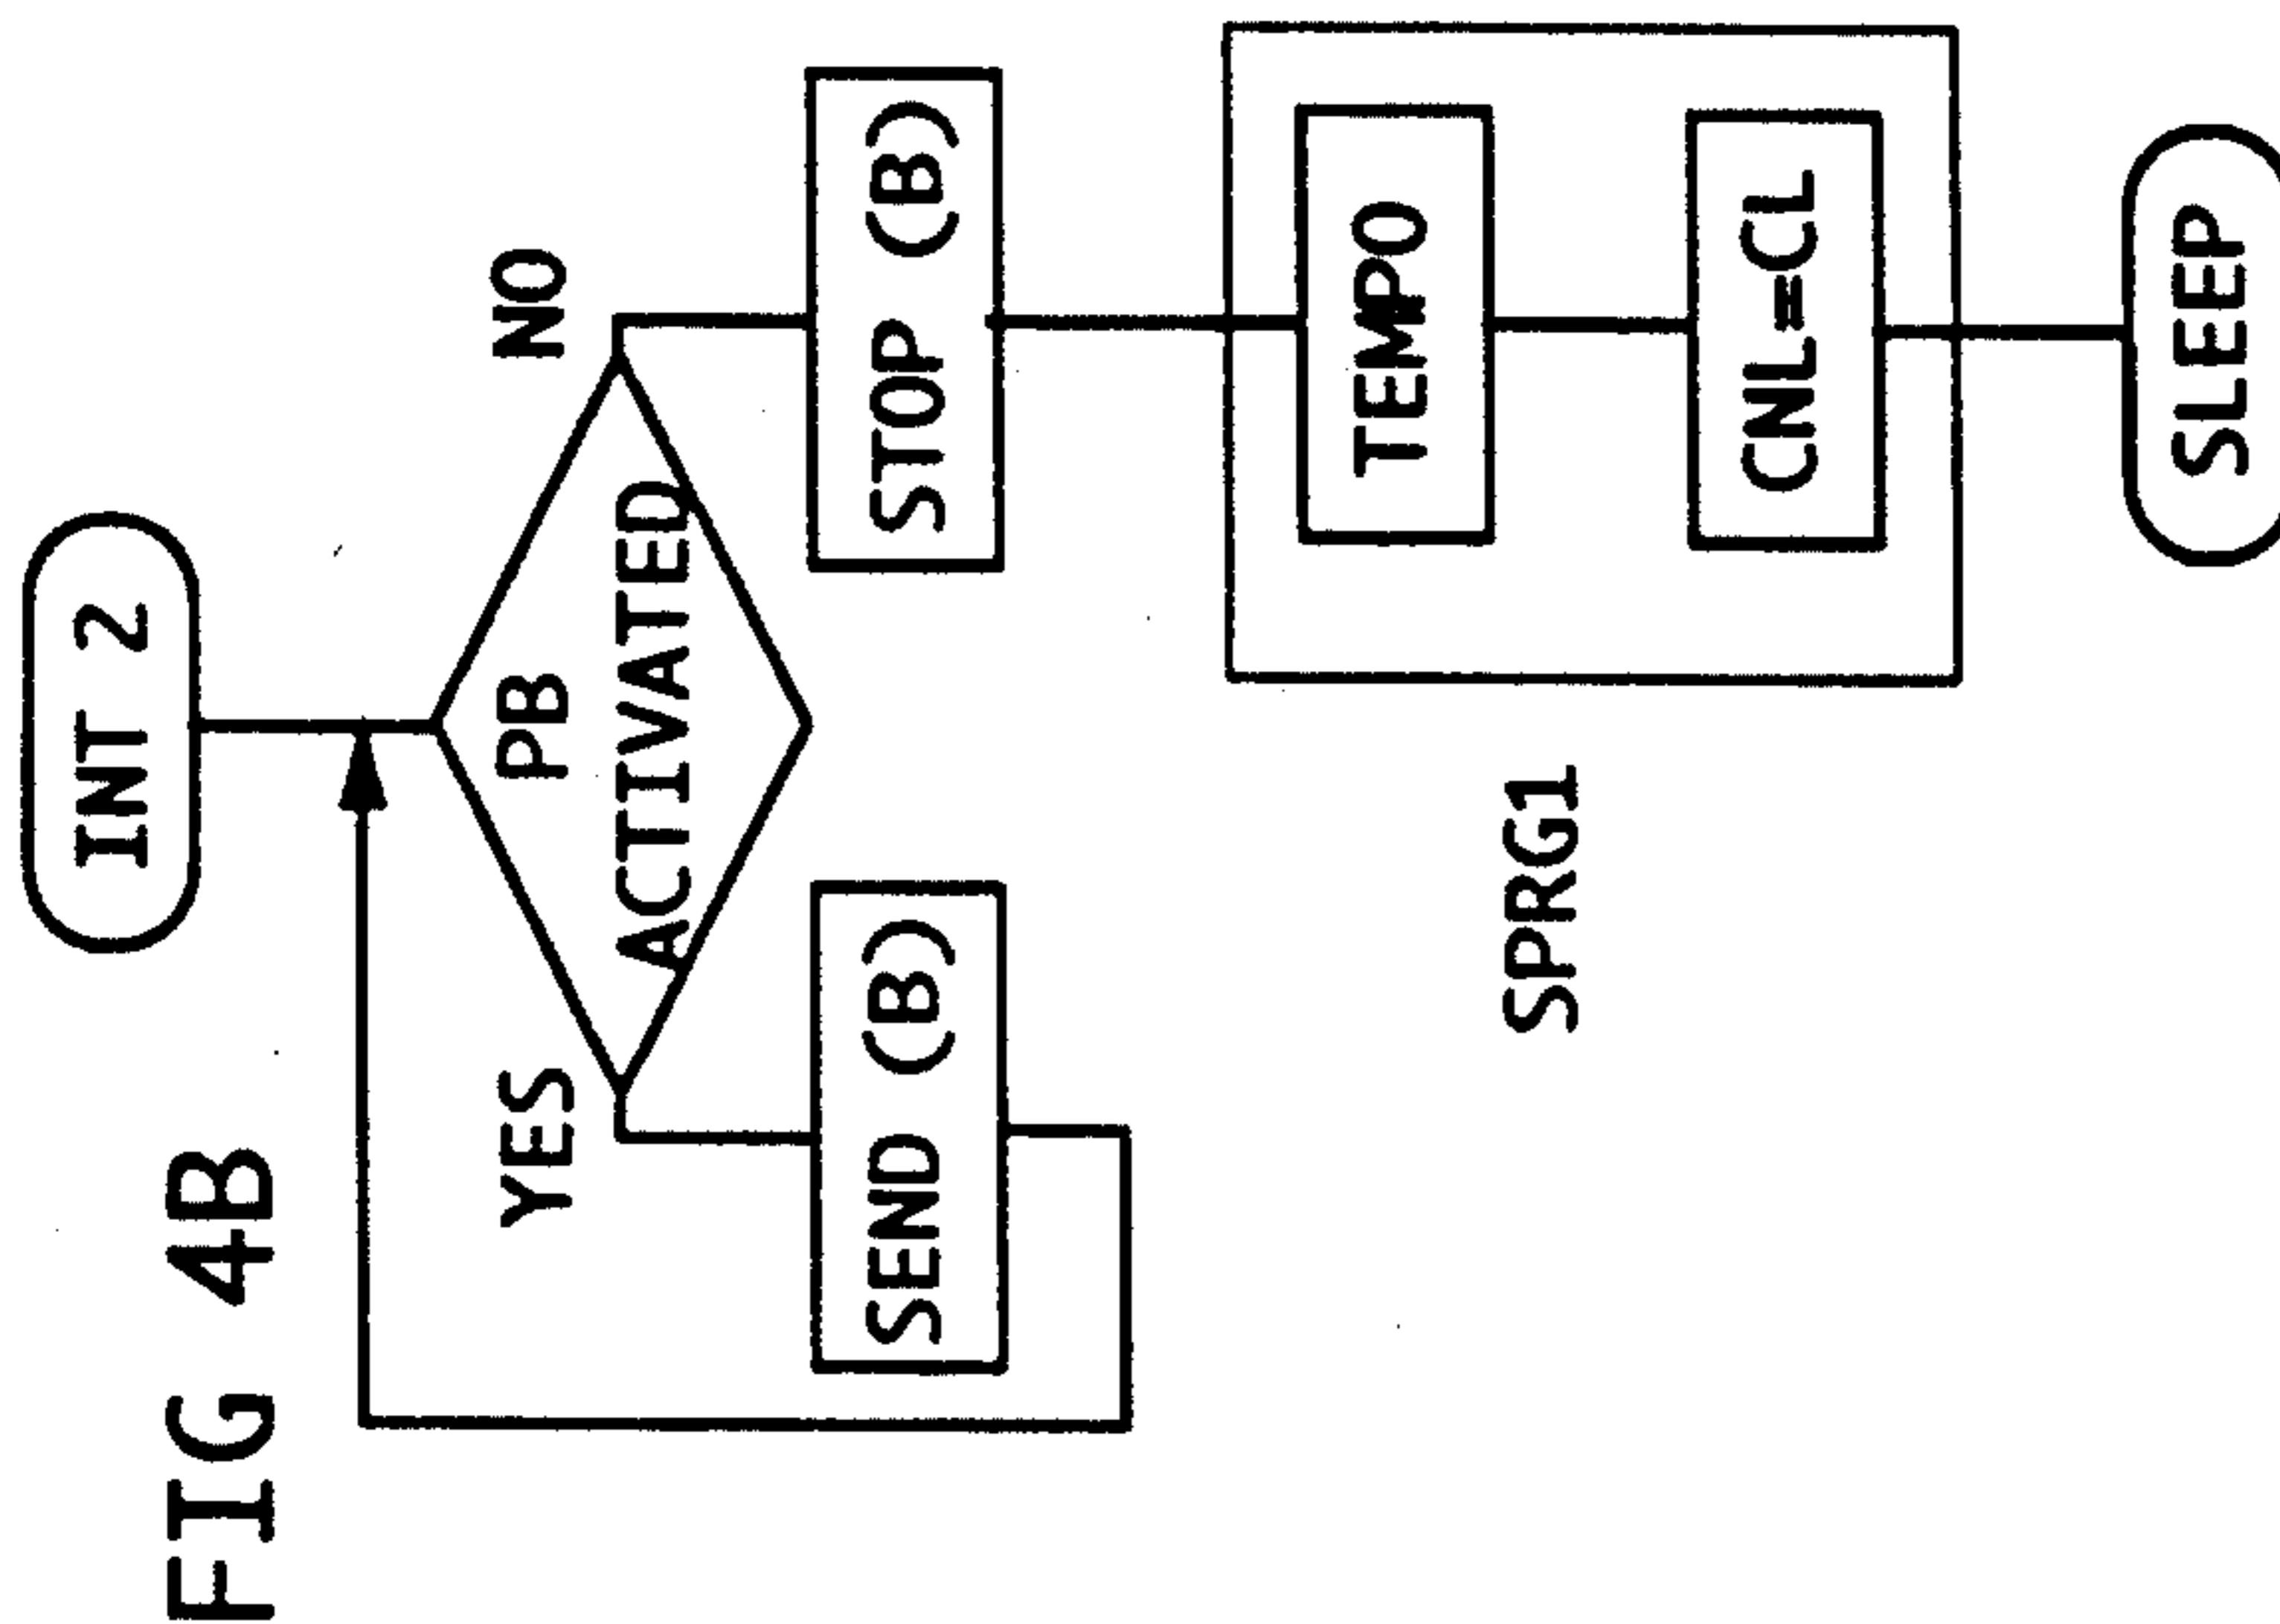 FIG 4B
INT 2
PB
ACTIVATED
YES
NO
SEND (B)
STOP (B)
SPRG1
TEMPO
CNL=CL
SLEEP